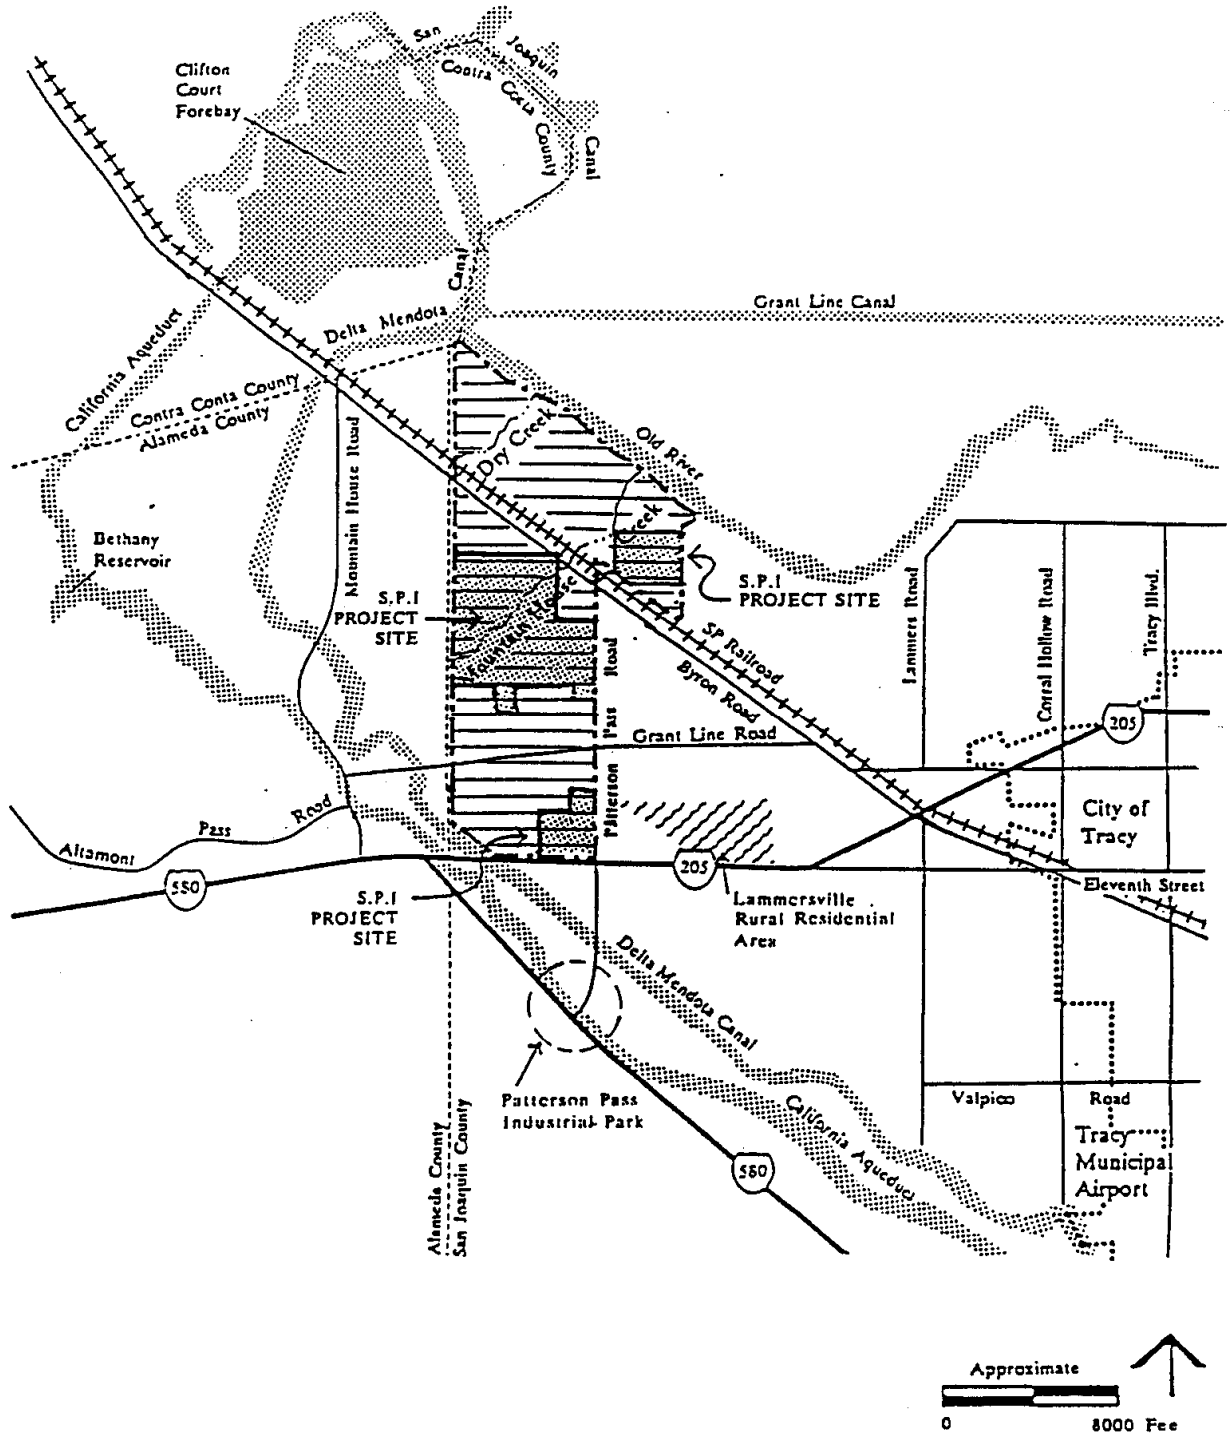 San
Joaquin
Canal
Contra Costa County
Clifton
Court
Forebay
Canal
Grant Line Canal
Delta Mendota
California Aqueduct
Contra Conta County
Alameda County
Mountain House Road
Dry Creek
Old River
Creek
Mountain House
Bethany
Reservoir
S.P.I
PROJECT
SITE
S.P.I
PROJECT SITE
SP Railroad
Byron Road
Lammers Road
Corral Hollow Road
Tracy Blvd.
205
Grant Line Road
Patterson Pass Road
City of
Tracy
Altamont Pass Road
580
205
Eleventh Street
S.P.I
PROJECT
SITE
Lammersville
Rural Residential
Area
Delta Mendota Canal
Patterson Pass
Industrial Park
California Aqueduct
Valpico Road
Tracy
Municipal
Airport
580
Alameda County
San Joaquin County
Approximate
0 8000 Fee